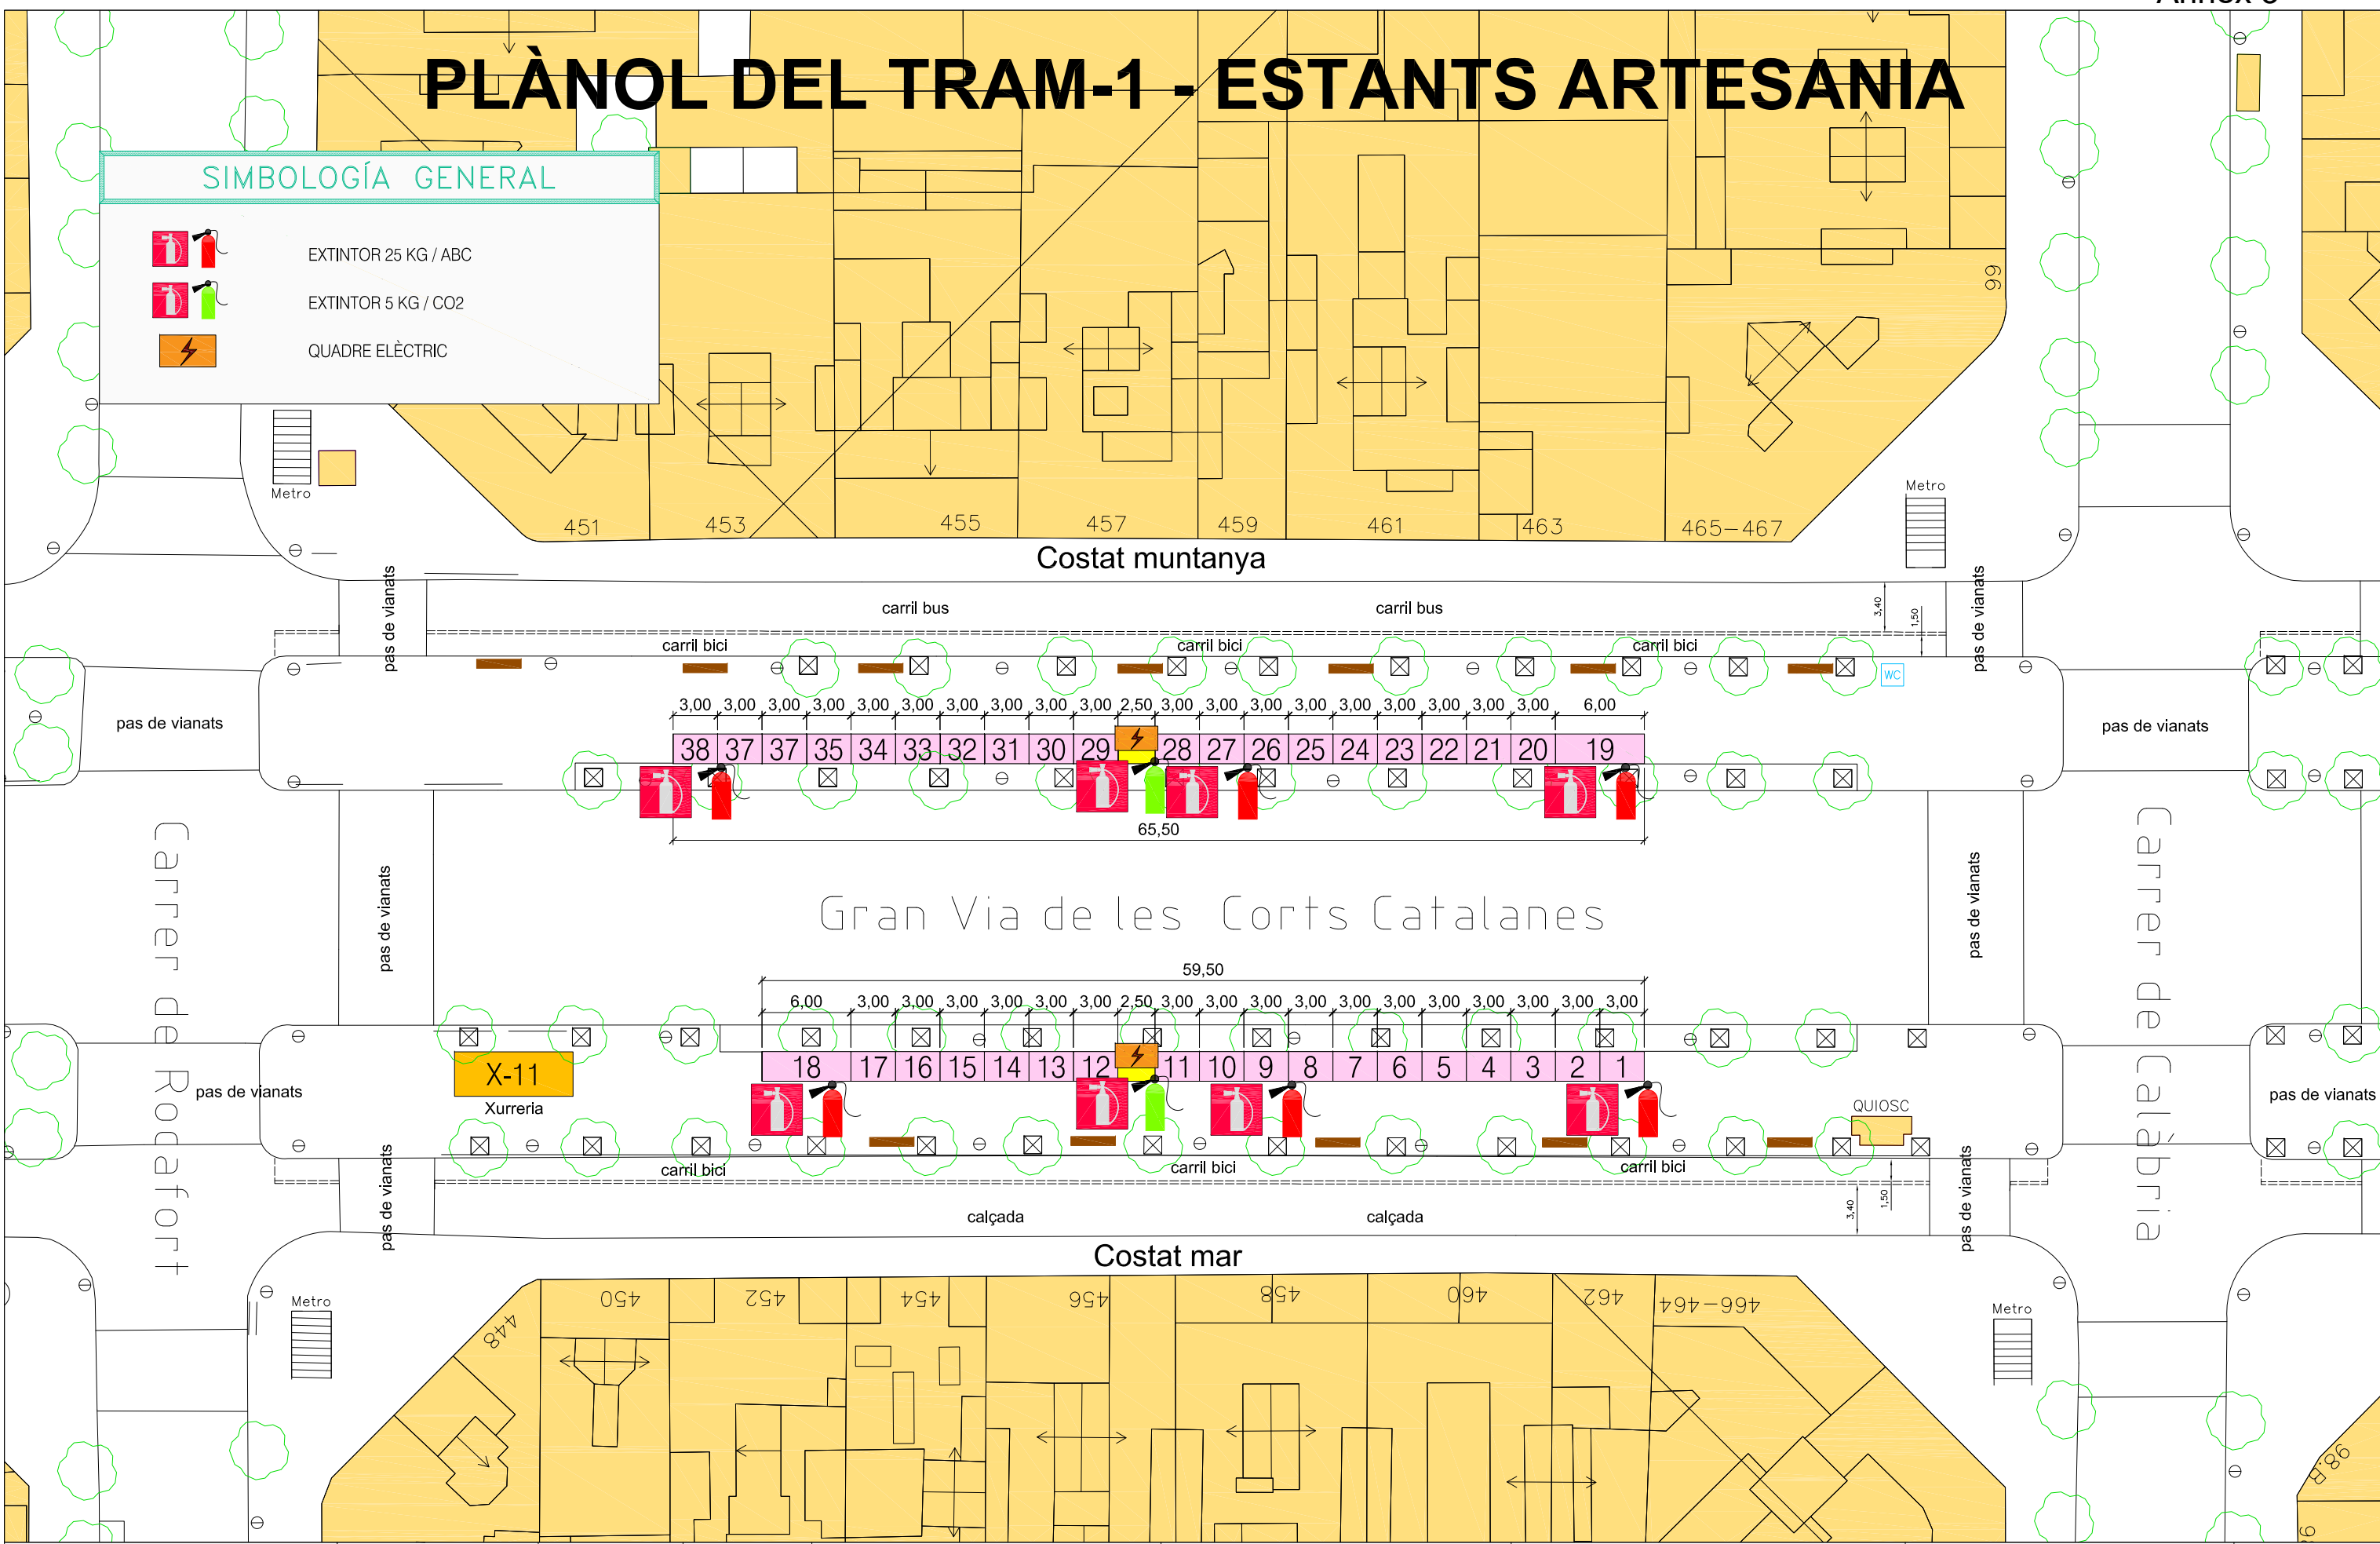 PLÀNOL DEL TRAM-1 - ESTANTS ARTESANIA
SIMBOLOGÍA GENERAL
EXTINTOR 25 KG / ABC
EXTINTOR 5 KG / CO2
QUADRE ELÈCTRIC
99
Metro
451 453 455 457 459 461 463 465-467
Metro
Costat muntanya
pas de vianats
carril bus carril bus
3,40
1,50
pas de vianats
carril bici carril bici carril bici
WC
3,00 3,00 3,00 3,00 3,00 3,00 3,00 3,00 3,00 3,00 2,50 3,00 3,00 3,00 3,00 3,00 3,00 3,00 3,00 3,00 6,00
pas de vianats
pas de vianats
38 37 37 35 34 33 32 31 30 29 28 27 26 25 24 23 22 21 20 19
65,50
Carrer de Rocafort
pas de vianats
Gran Via de les Corts Catalanes
pas de vianats
Carrer de Calàbria
59,50
6,00 3,00 3,00 3,00 3,00 3,00 3,00 2,50 3,00 3,00 3,00 3,00 3,00 3,00 3,00 3,00 3,00 3,00 3,00
X-11
18 17 16 15 14 13 12 11 10 9 8 7 6 5 4 3 2 1
pas de vianats
pas de vianats
Xurreria
QUIOSC
carril bici carril bici carril bici
pas de vianats
3,40
1,50
pas de vianats
calçada calçada
Costat mar
Metro
448 450 452 454 456 458 460 462 464-466
Metro
98.B